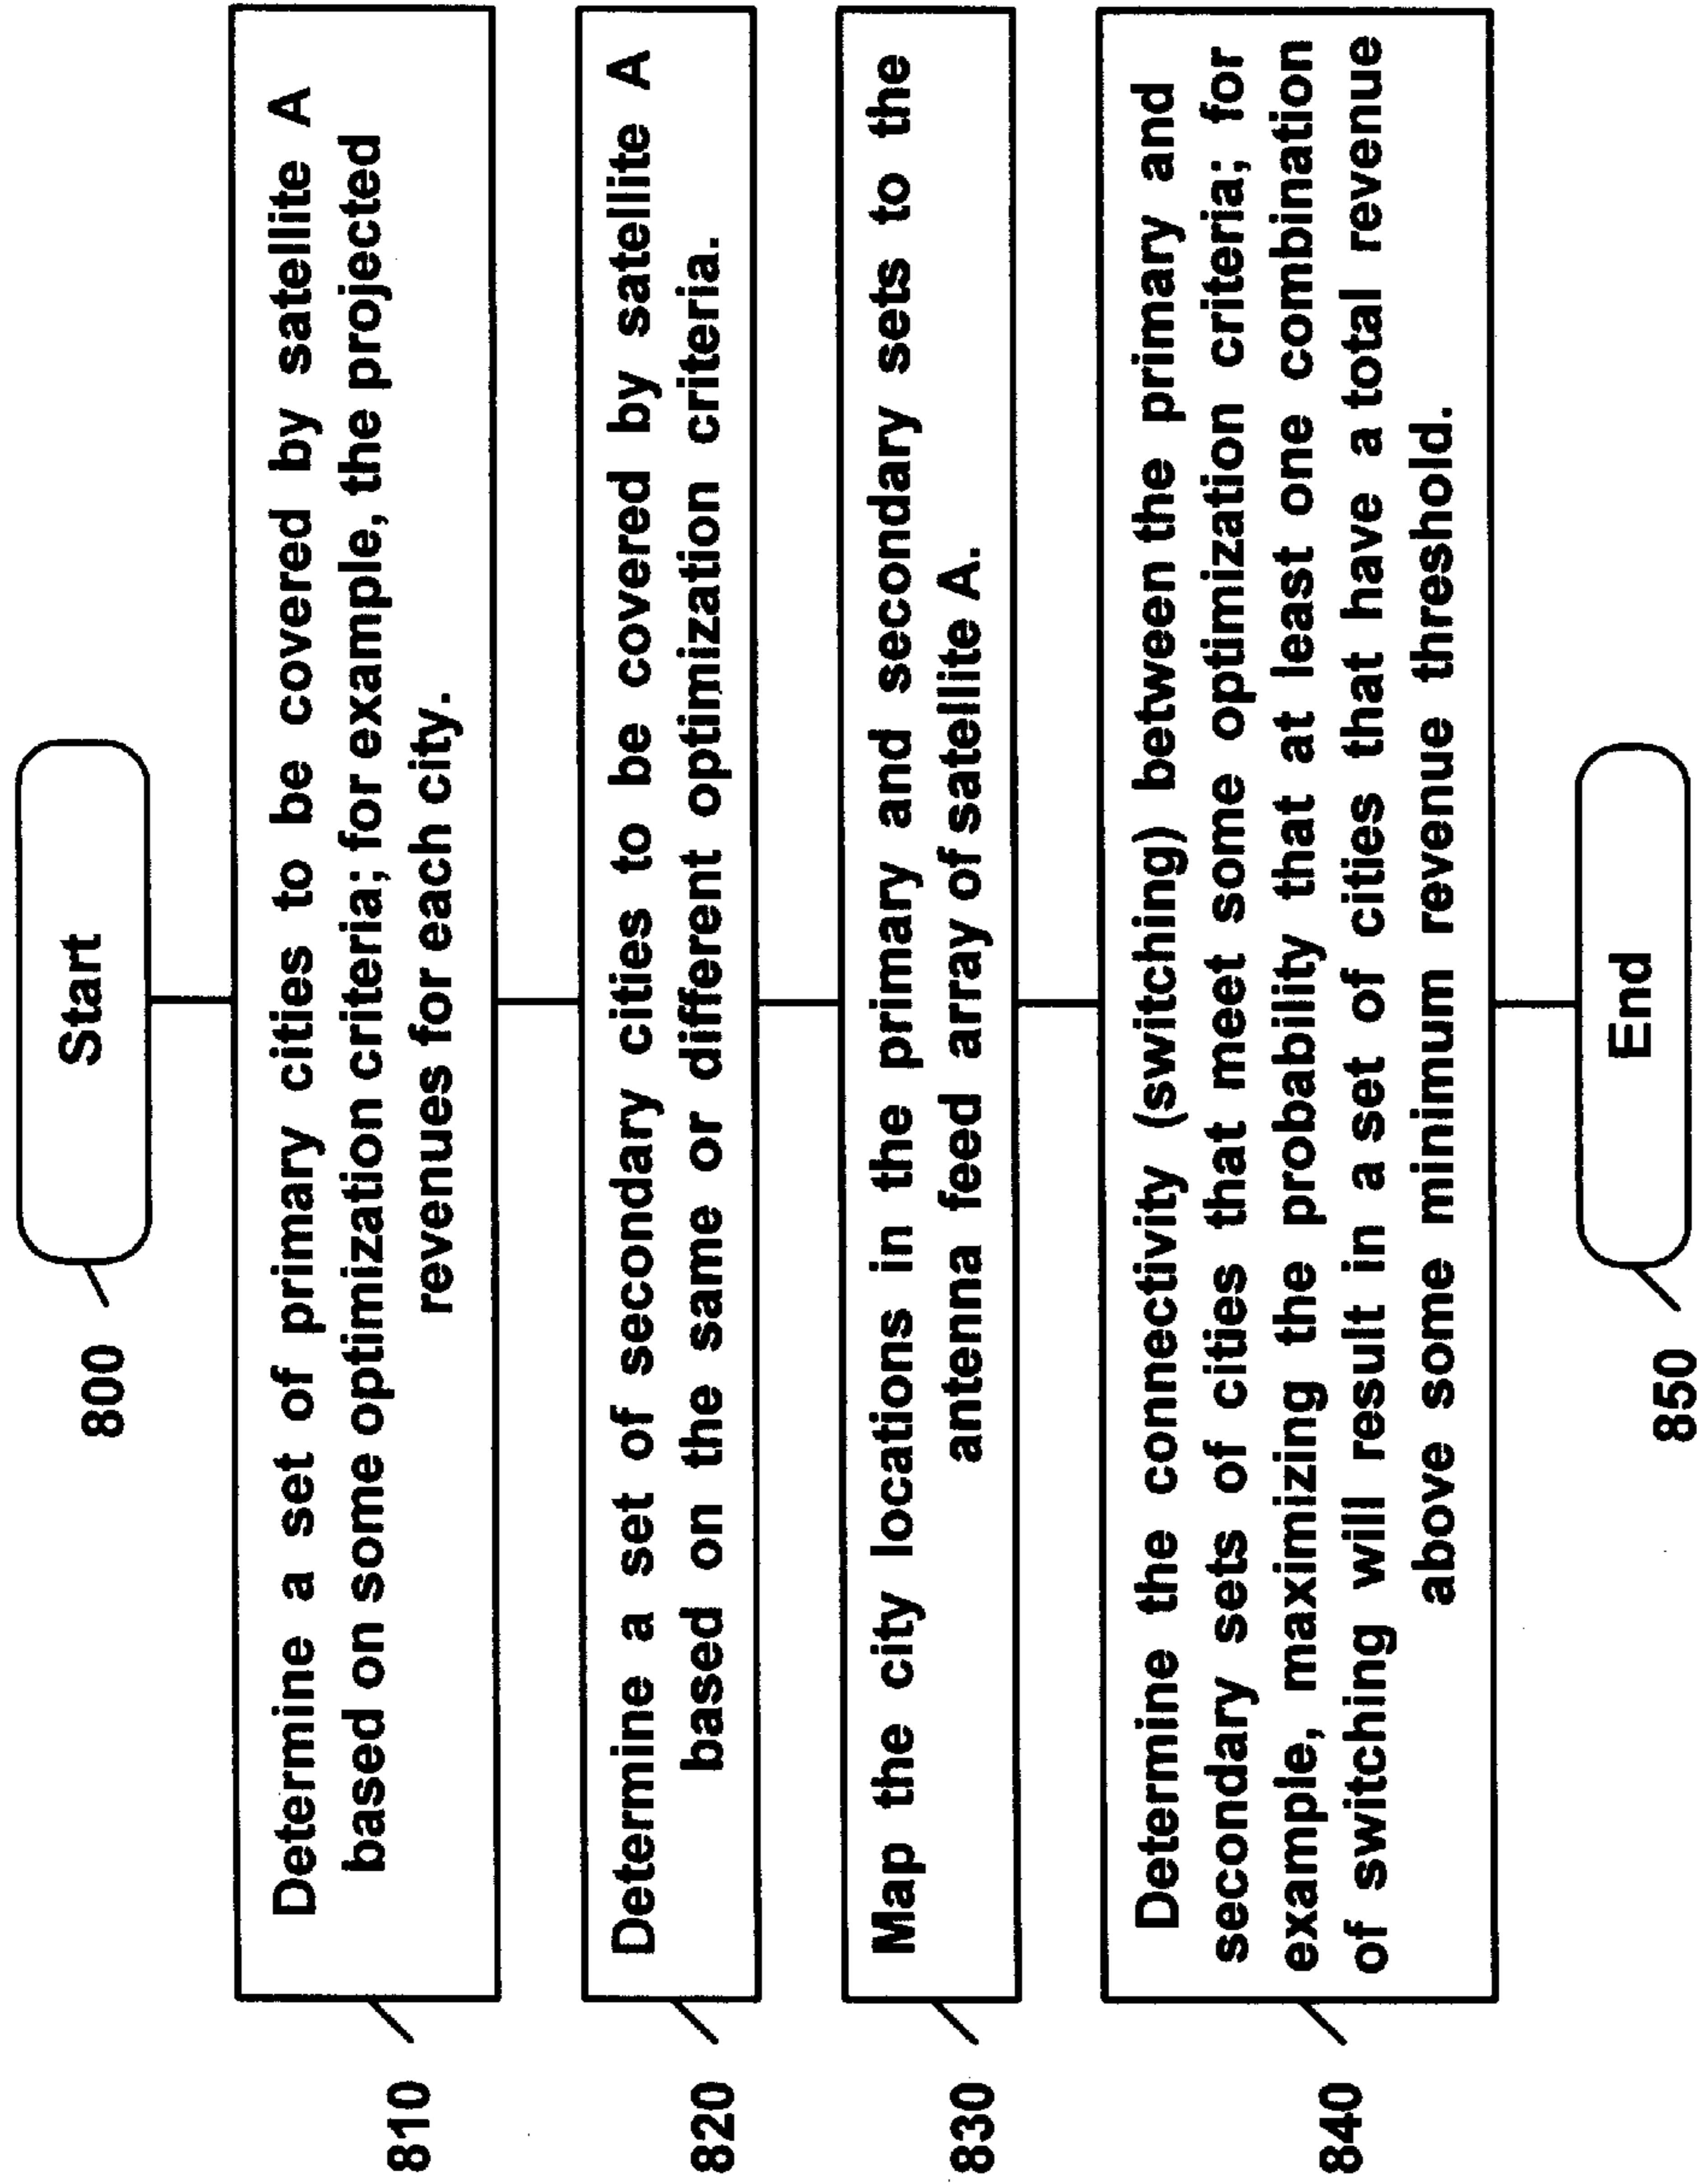 Start
800
Determine a set of primary cities to be covered by satellite A
based on some optimization criteria; for example, the projected
revenues for each city.
810
Determine a set of secondary cities to be covered by satellite A
based on the same or different optimization criteria.
820
Map the city locations in the primary and secondary sets to the
antenna feed array of satellite A.
830
Determine the connectivity (switching) between the primary and
secondary sets of cities that meet some optimization criteria; for
example, maximizing the probability that at least one combination
of switching will result in a set of cities that have a total revenue
above some minimum revenue threshold.
840
End
850